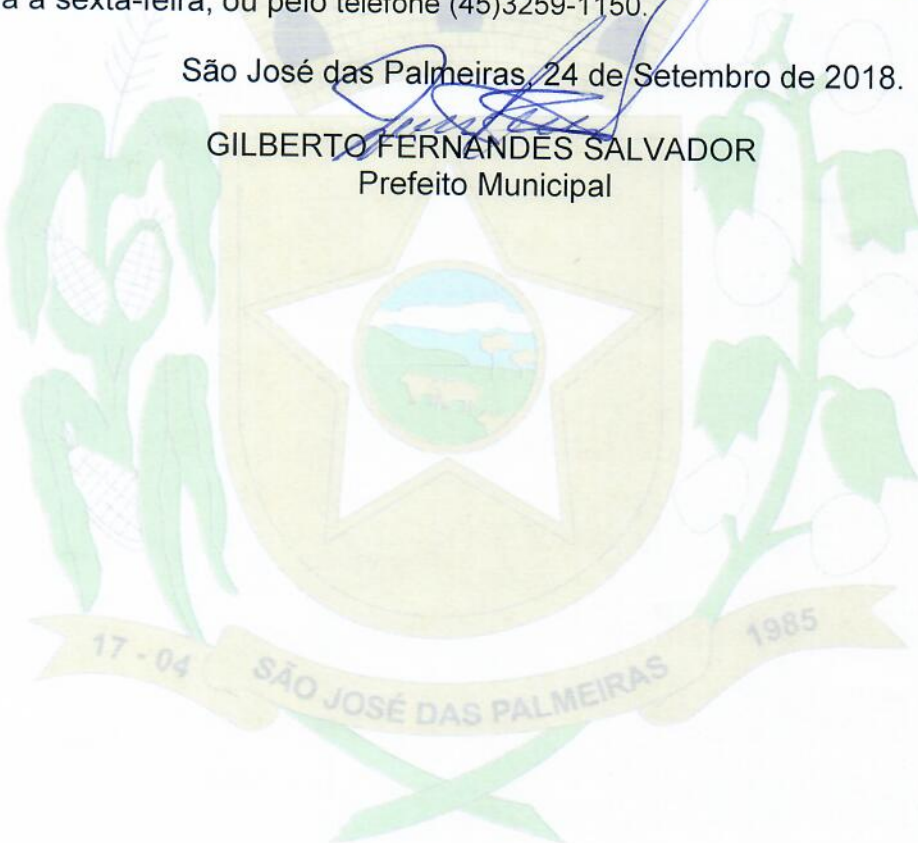 a sexta-feira, ou pelo telefone (45)3259-1150.
São José das Palmeiras, 24 de Setembro de 2018.
GILBERTO FERNANDES SALVADOR
Prefeito Municipal
17 - 04
SÃO JOSÉ DAS PALMEIRAS
1985